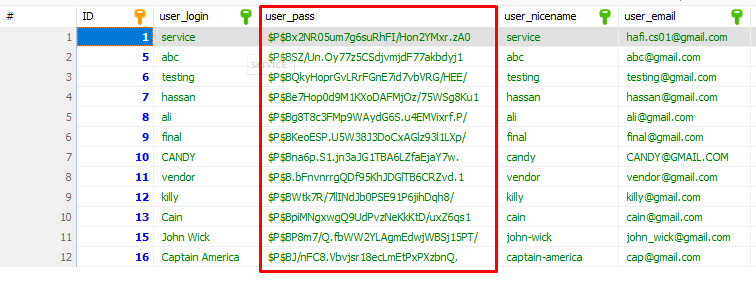 # ID user_login user_pass user_nicename user_email
1 1 service $P$Bx2NR05um7g6suRhFI/Hon2YMxr.zA0 service hafi.cs01@gmail.com
2 5 abc $P$BSZ/Un.Oy77z5CSdjvmjdF77akbdyj1 abc abc@gmail.com
3 6 testing $P$BQkyHoprGvLRrFGnE7id7vbVRG/HEE/ testing testing@gmail.com
4 7 hassan $P$Be7Hop0d9M1KXoDAFMjOz/75WSg8Ku1 hassan hassan@gmail.com
5 8 ali $P$Bg8T8c3FMp9WAydG6S.u4EMVixrf.P/ ali ali@gmail.com
6 9 final $P$BKeoESP.U5W38J3DoCxAGlz93l1LXp/ final final@gmail.com
7 10 CANDY $P$Bna6p.S1.jn3aJG1TBA6LZfaEjaY7w. candy CANDY@GMAIL.COM
8 11 vendor $P$B.bFnvnrrgQDf95KhJDGlTB6CRZvd.1 vendor vendor@gmail.com
9 12 killy $P$BWtk7R/7lINdJb0PSE91P6jihDqh8/ killy killy@gmail.com
10 13 Cain $P$BpiMNgxwgQ9UdPvzNeKkKtD/uxZ6qs1 cain cain@gmail.com
11 15 John Wick $P$BP8m7/Q.fbWW2YLAgmEdwjWBSj15PT/ john-wick john_wick@gmail.com
12 16 Captain America $P$BJ/nFC8.Vbvjsr18ecLmEtPxPXzbnQ. captain-america cap@gmail.com